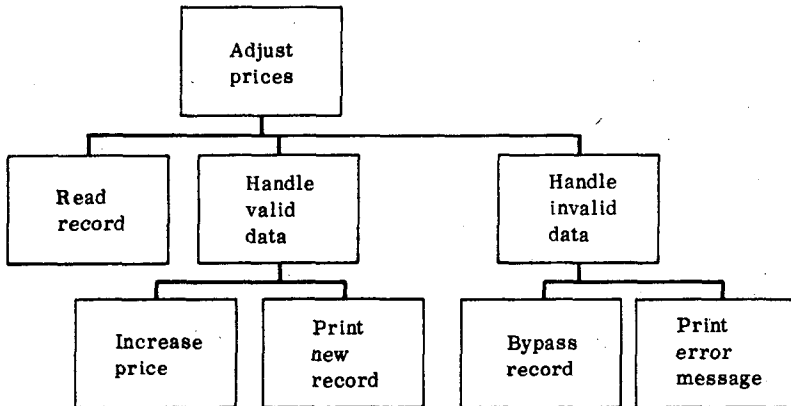 Adjust
prices
Read
record
Handle
valid
data
Handle
invalid
data
Increase
price
Print
new
record
Bypass
record
Print
error
message